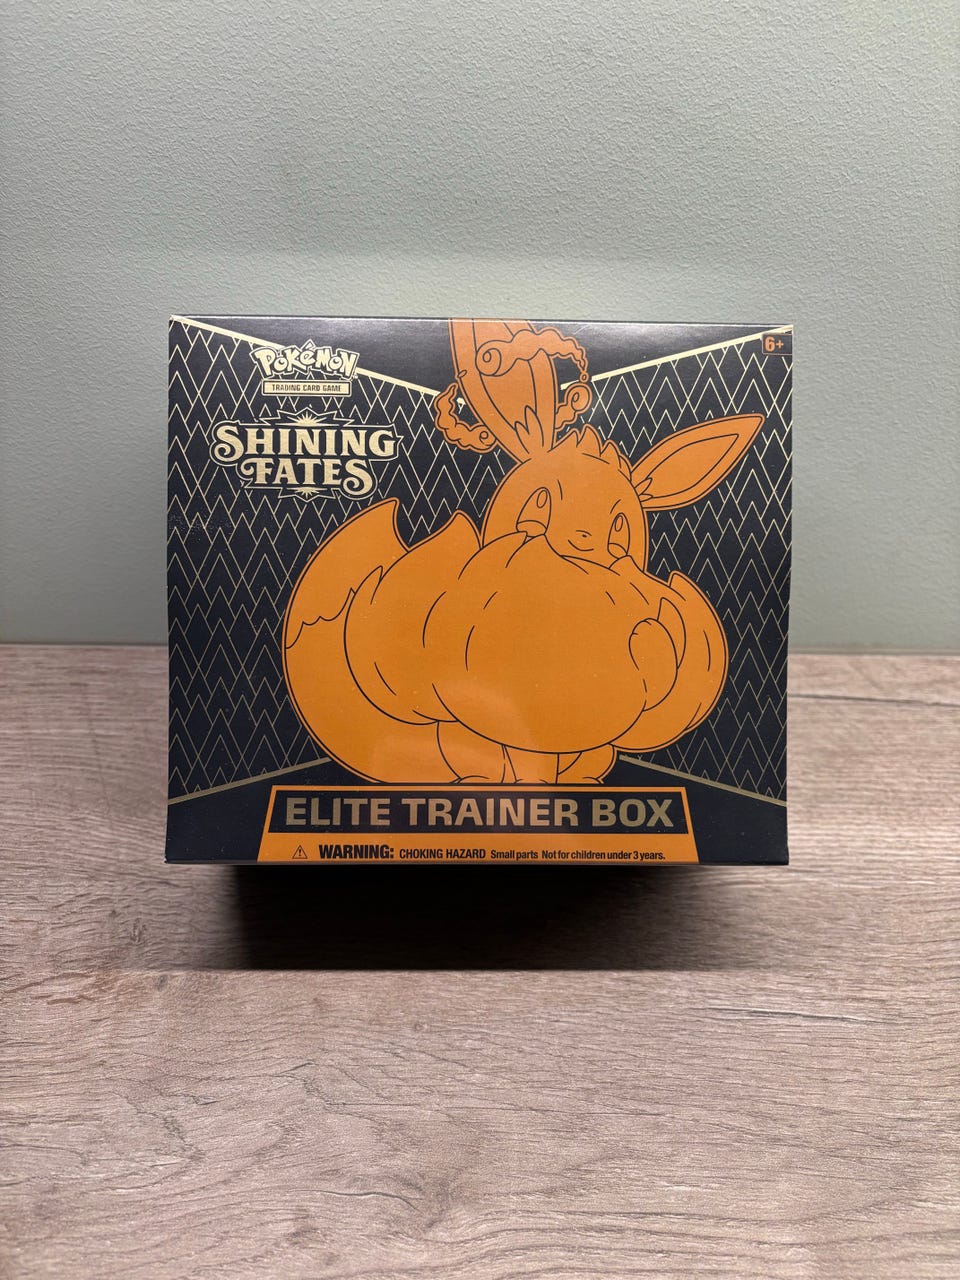 Pokémon
TRADING CARD GAME
SHINING
FATES
6+
ELITE TRAINER BOX
WARNING: CHOKING HAZARD Small parts Not for children under 3 years.